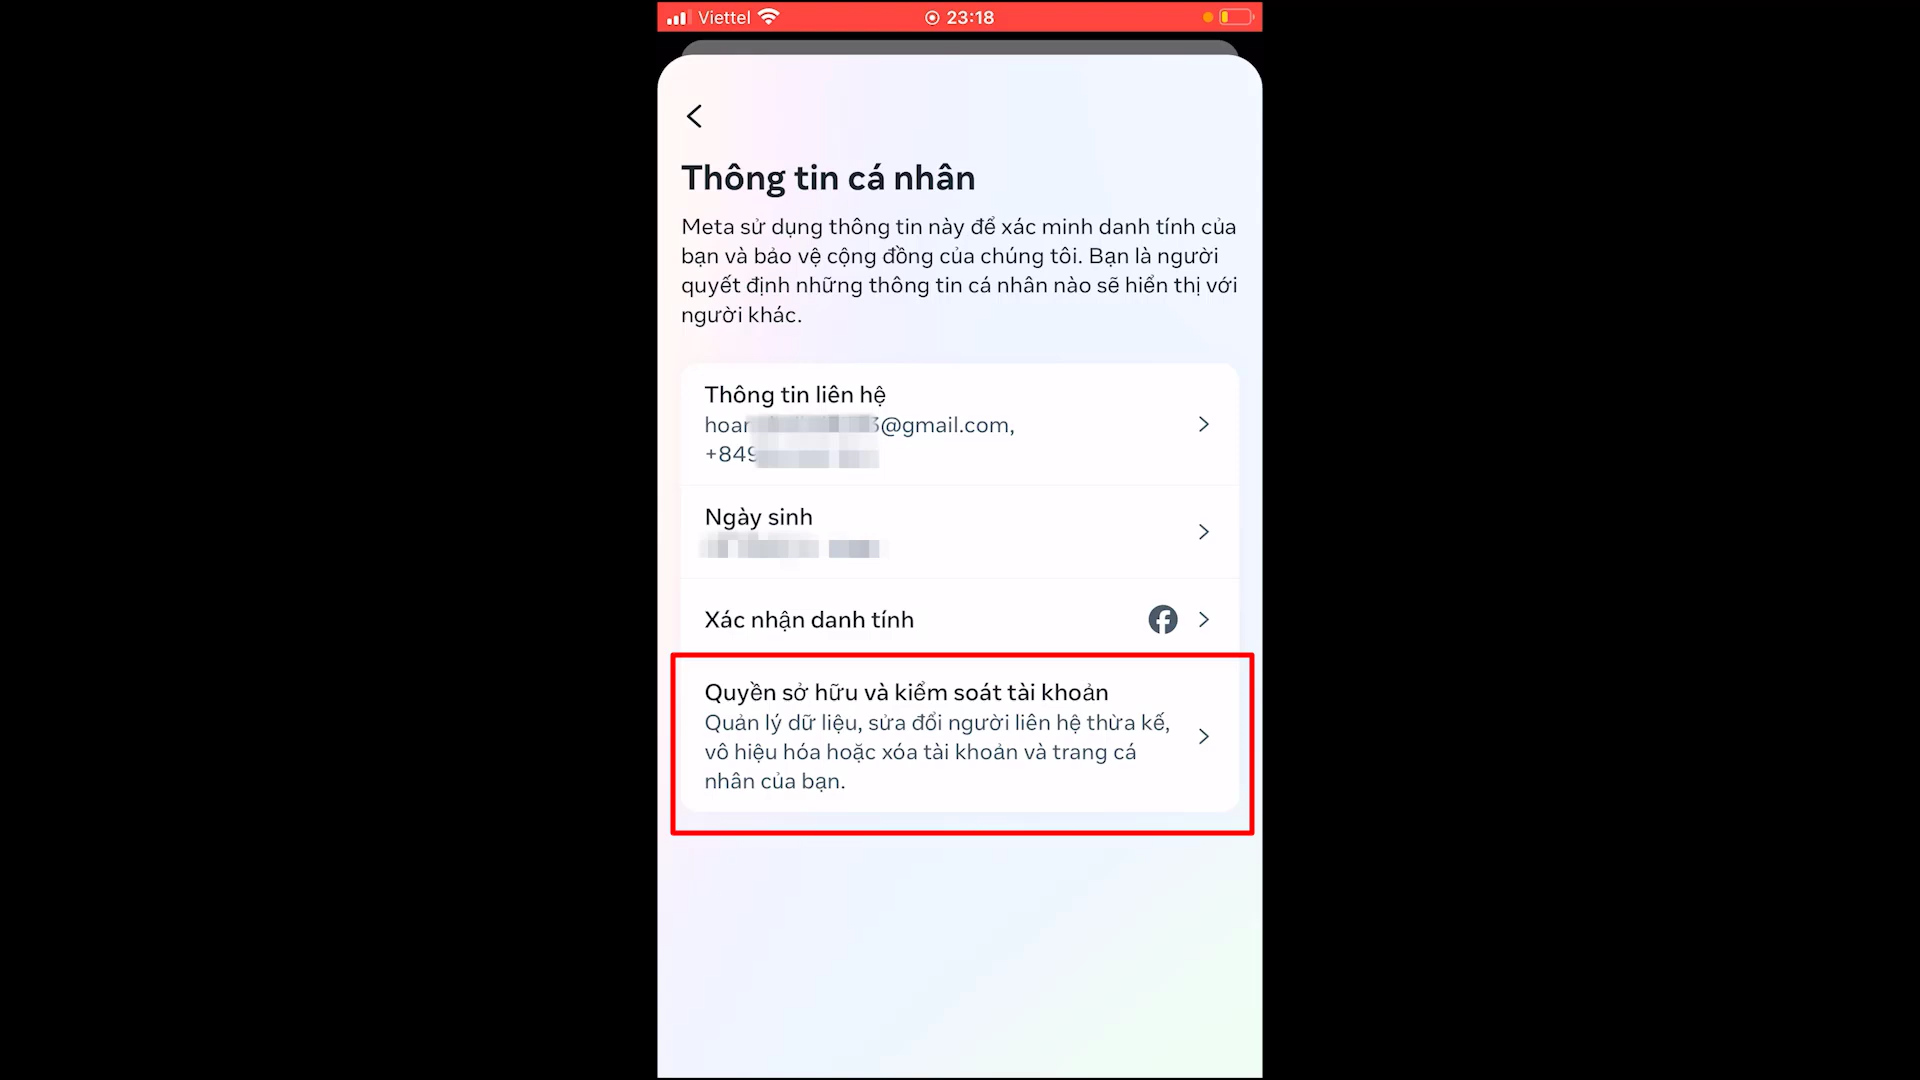 Viettel 23:18
Thông tin cá nhân
Meta sử dụng thông tin này để xác minh danh tính của
bạn và bảo vệ cộng đồng của chúng tôi. Bạn là người
quyết định những thông tin cá nhân nào sẽ hiển thị với
người khác.
Thông tin liên hệ
@gmail.com,
Ngày sinh
Xác nhận danh tính
Quyền sở hữu và kiểm soát tài khoản
Quản lý dữ liệu, sửa đổi người liên hệ thừa kế,
vô hiệu hóa hoặc xóa tài khoản và trang cá
nhân của bạn.